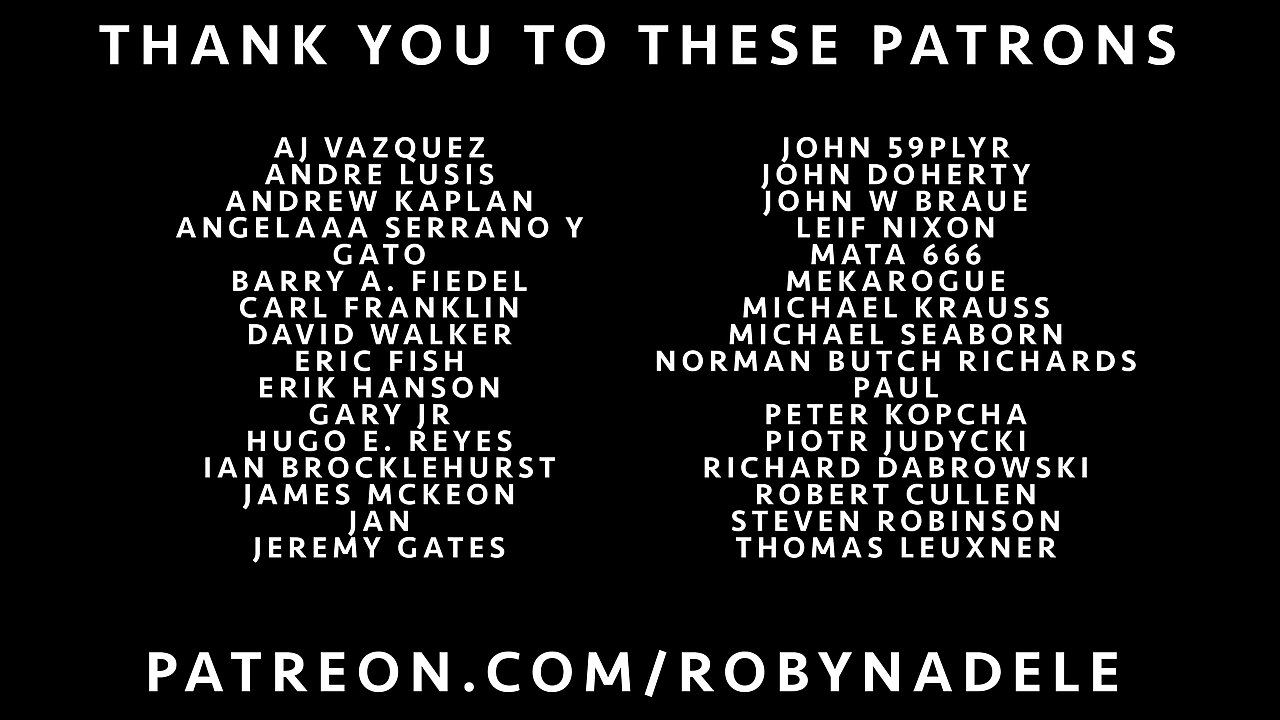 THANK YOU TO THESE PATRONS
AJ VAZQUEZ
ANDRE LUSIS
ANDREW KAPLAN
ANGELAAA SERRANO Y
GATO
BARRY A. FIEDEL
CARL FRANKLIN
DAVID WALKER
ERIC FISH
ERIK HANSON
GARY JR
HUGO E. REYES
IAN BROCKLEHURST
JAMES MCKEON
JAN
JEREMY GATES
JOHN 59PLYR
JOHN DOHERTY
JOHN W BRAUE
LEIF NIXON
MATA 666
MEKAROGUE
MICHAEL KRAUSS
MICHAEL SEABORN
NORMAN BUTCH RICHARDS
PAUL
PETER KOPCHA
PIOTR JUDYCKI
RICHARD DABROWSKI
ROBERT CULLEN
STEVEN ROBINSON
THOMAS LEUXNER
PATREON.COM/ROBYNADELE